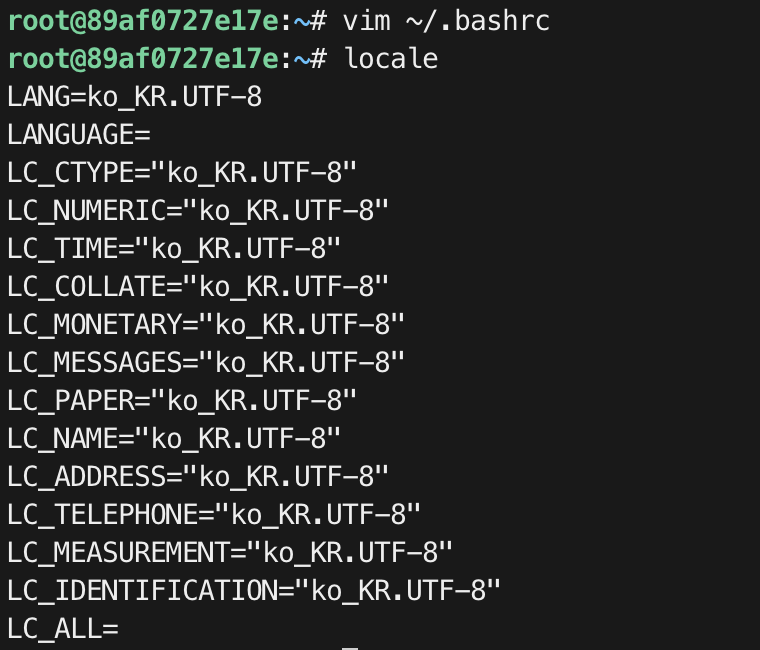 root@89af0727e17e:~# vim ~/.bashrc
root@89af0727e17e:~# locale
LANG=ko_KR.UTF-8
LANGUAGE=
LC_CTYPE="ko_KR.UTF-8"
LC_NUMERIC="ko_KR.UTF-8"
LC_TIME="ko_KR.UTF-8"
LC_COLLATE="ko_KR.UTF-8"
LC_MONETARY="ko_KR.UTF-8"
LC_MESSAGES="ko_KR.UTF-8"
LC_PAPER="ko_KR.UTF-8"
LC_NAME="ko_KR.UTF-8"
LC_ADDRESS="ko_KR.UTF-8"
LC_TELEPHONE="ko_KR.UTF-8"
LC_MEASUREMENT="ko_KR.UTF-8"
LC_IDENTIFICATION="ko_KR.UTF-8"
LC_ALL=